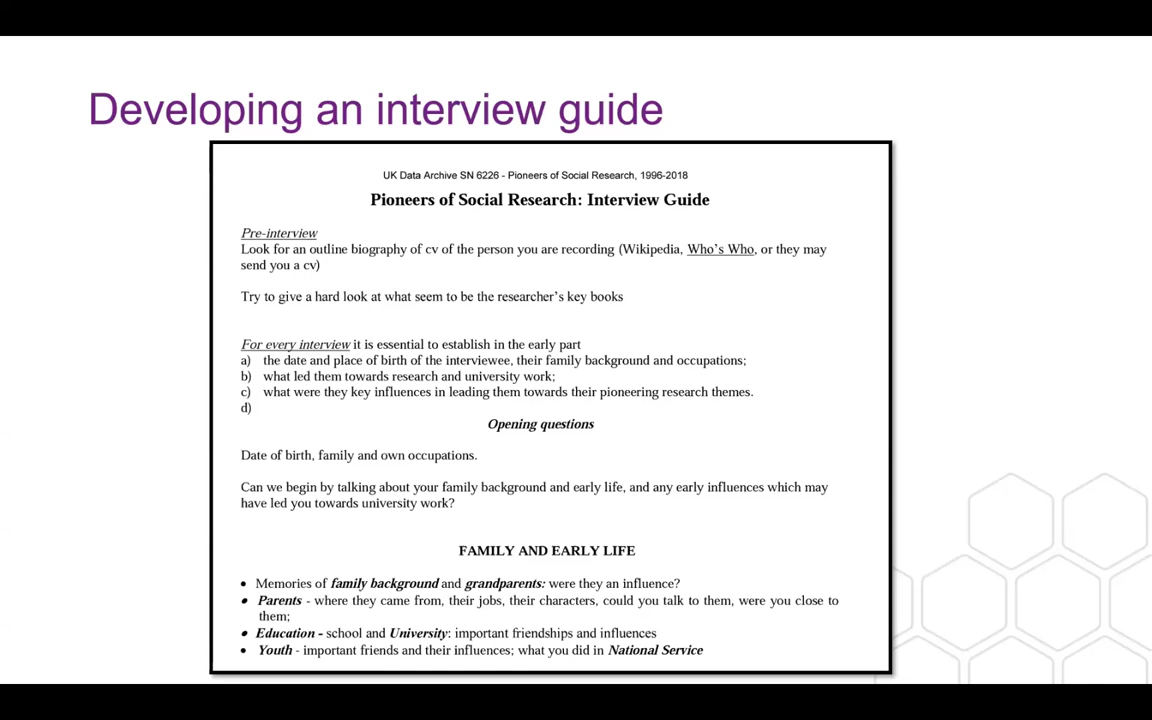 Developing an interview guide
UK Data Archive SN 6226 - Pioneers of Social Research, 1996-2018
Pioneers of Social Research: Interview Guide
Pre-interview
Look for an outline biography of cv of the person you are recording (Wikipedia, Who's Who, or they may
send you a cv)
Try to give a hard look at what seem to be the researcher's key books
For every interview it is essential to establish in the early part
a) the date and place of birth of the interviewee, their family background and occupations;
b) what led them towards research and university work;
c) what were they key influences in leading them towards their pioneering research themes.
d)
Opening questions
Date of birth, family and own occupations.
Can we begin by talking about your family background and early life, and any early influences which may
have led you towards university work?
FAMILY AND EARLY LIFE
• Memories of family background and grandparents: were they an influence?
• Parents - where they came from, their jobs, their characters, could you talk to them, were you close to
them;
• Education - school and University: important friendships and influences
• Youth - important friends and their influences; what you did in National Service